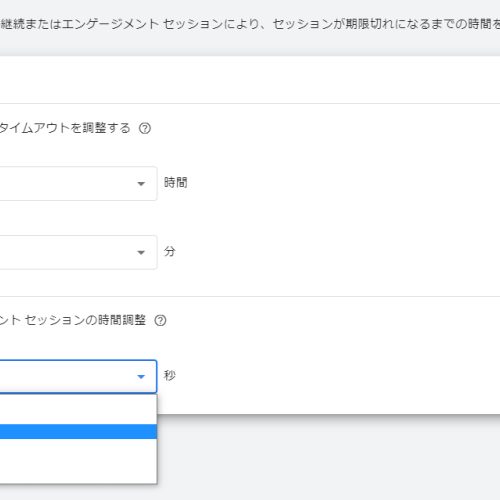 継続またはエンゲージメント セッションにより、セッションが期限切れになるまでの時間を
タイムアウトを調整する
時間
分
ント セッションの時間調整
秒